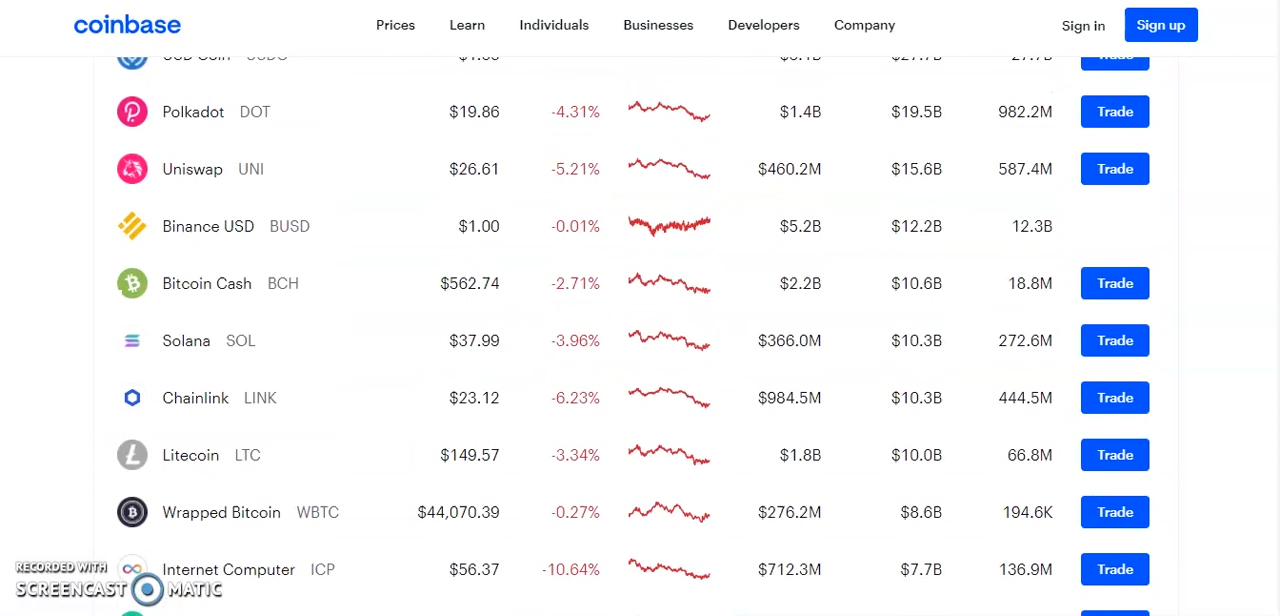 coinbase Prices Learn Individuals Businesses Developers Company Sign in Sign up
Polkadot DOT $19.86 -4.31% $1.4B $19.5B 982.2M Trade
Uniswap UNI $26.61 -5.21% $460.2M $15.6B 587.4M Trade
Binance USD BUSD $1.00 -0.01% $5.2B $12.2B 12.3B
Bitcoin Cash BCH $562.74 -2.71% $2.2B $10.6B 18.8M Trade
Solana SOL $37.99 -3.96% $366.0M $10.3B 272.6M Trade
Chainlink LINK $23.12 -6.23% $984.5M $10.3B 444.5M Trade
Litecoin LTC $149.57 -3.34% $1.8B $10.0B 66.8M Trade
Wrapped Bitcoin WBTC $44,070.39 -0.27% $276.2M $8.6B 194.6K Trade
Internet Computer ICP $56.37 -10.64% $712.3M $7.7B 136.9M Trade
RECORDED WITH
SCREENCAST MATIC